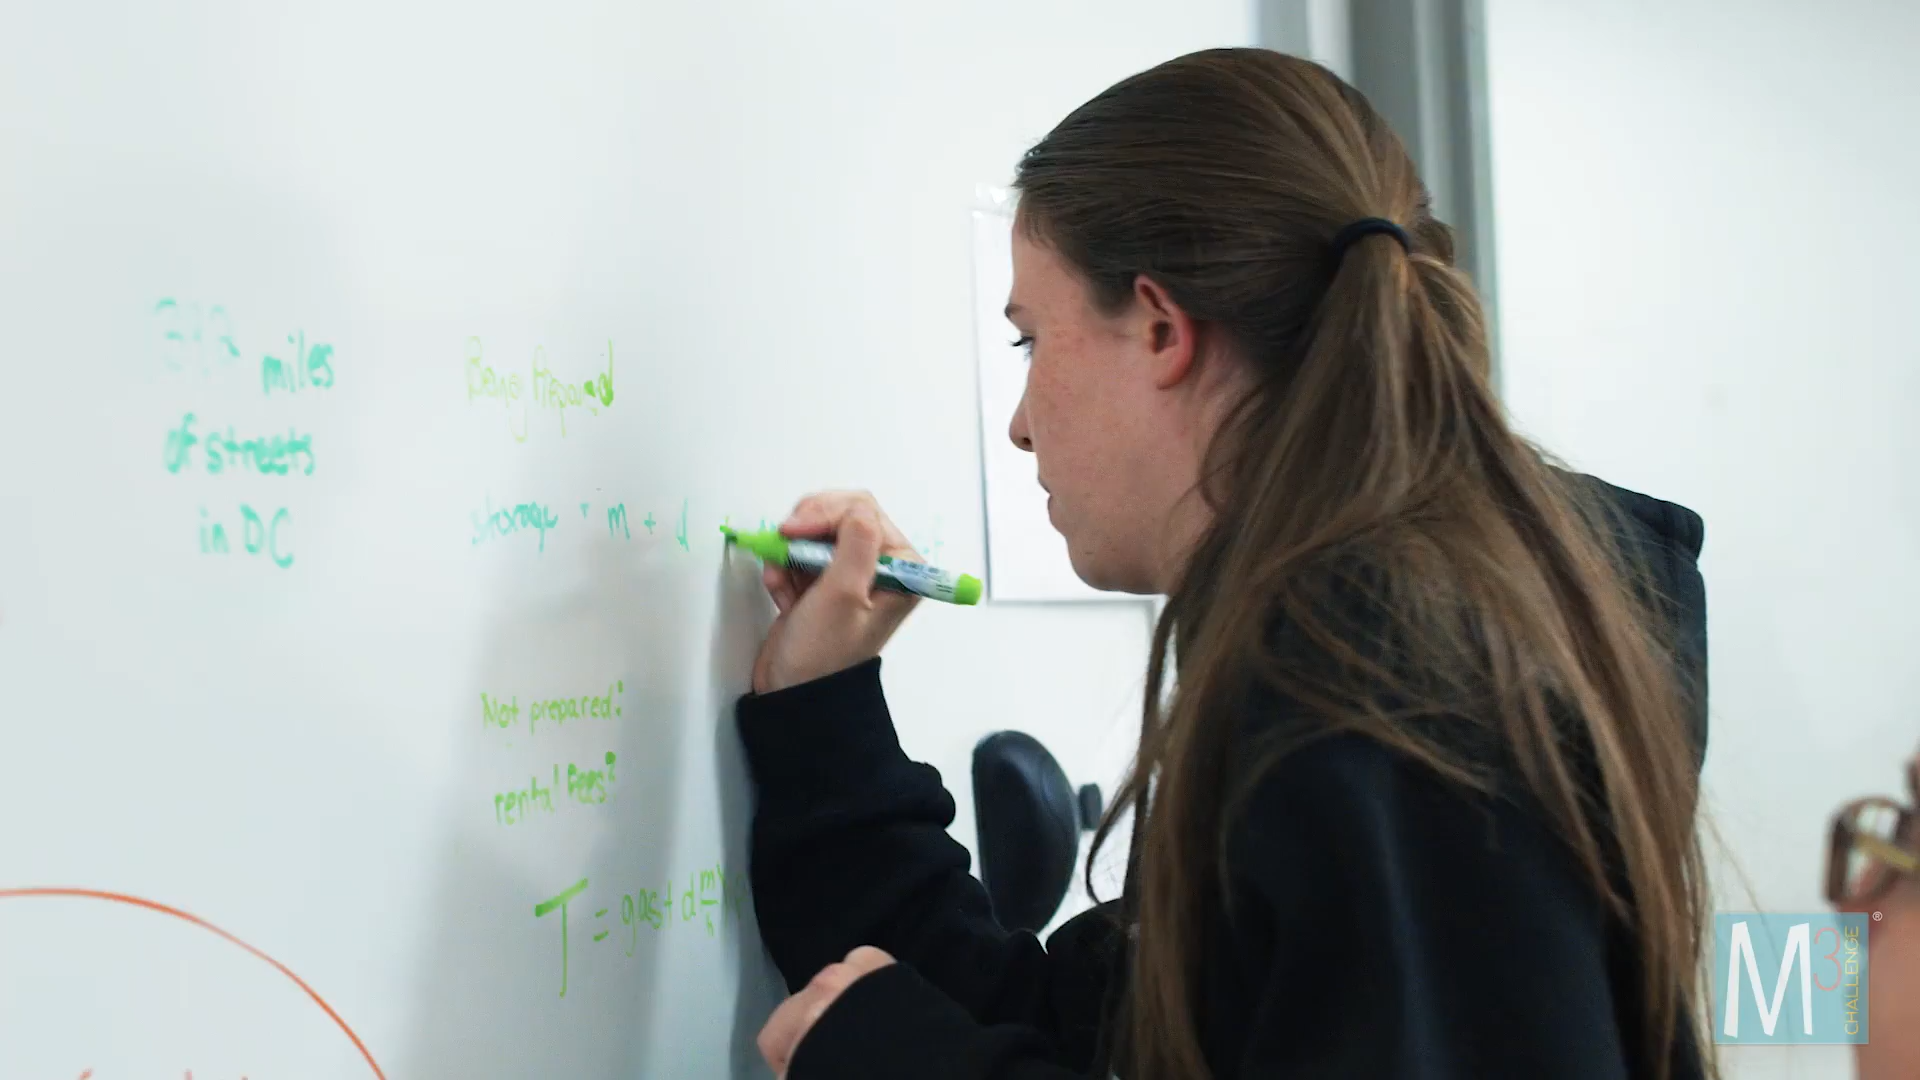 miles
of streets
in DC
Being Prepared
storage = m + d
Not prepared:
rental fees?
T = gas + d m
M3
CHALLENGE
®